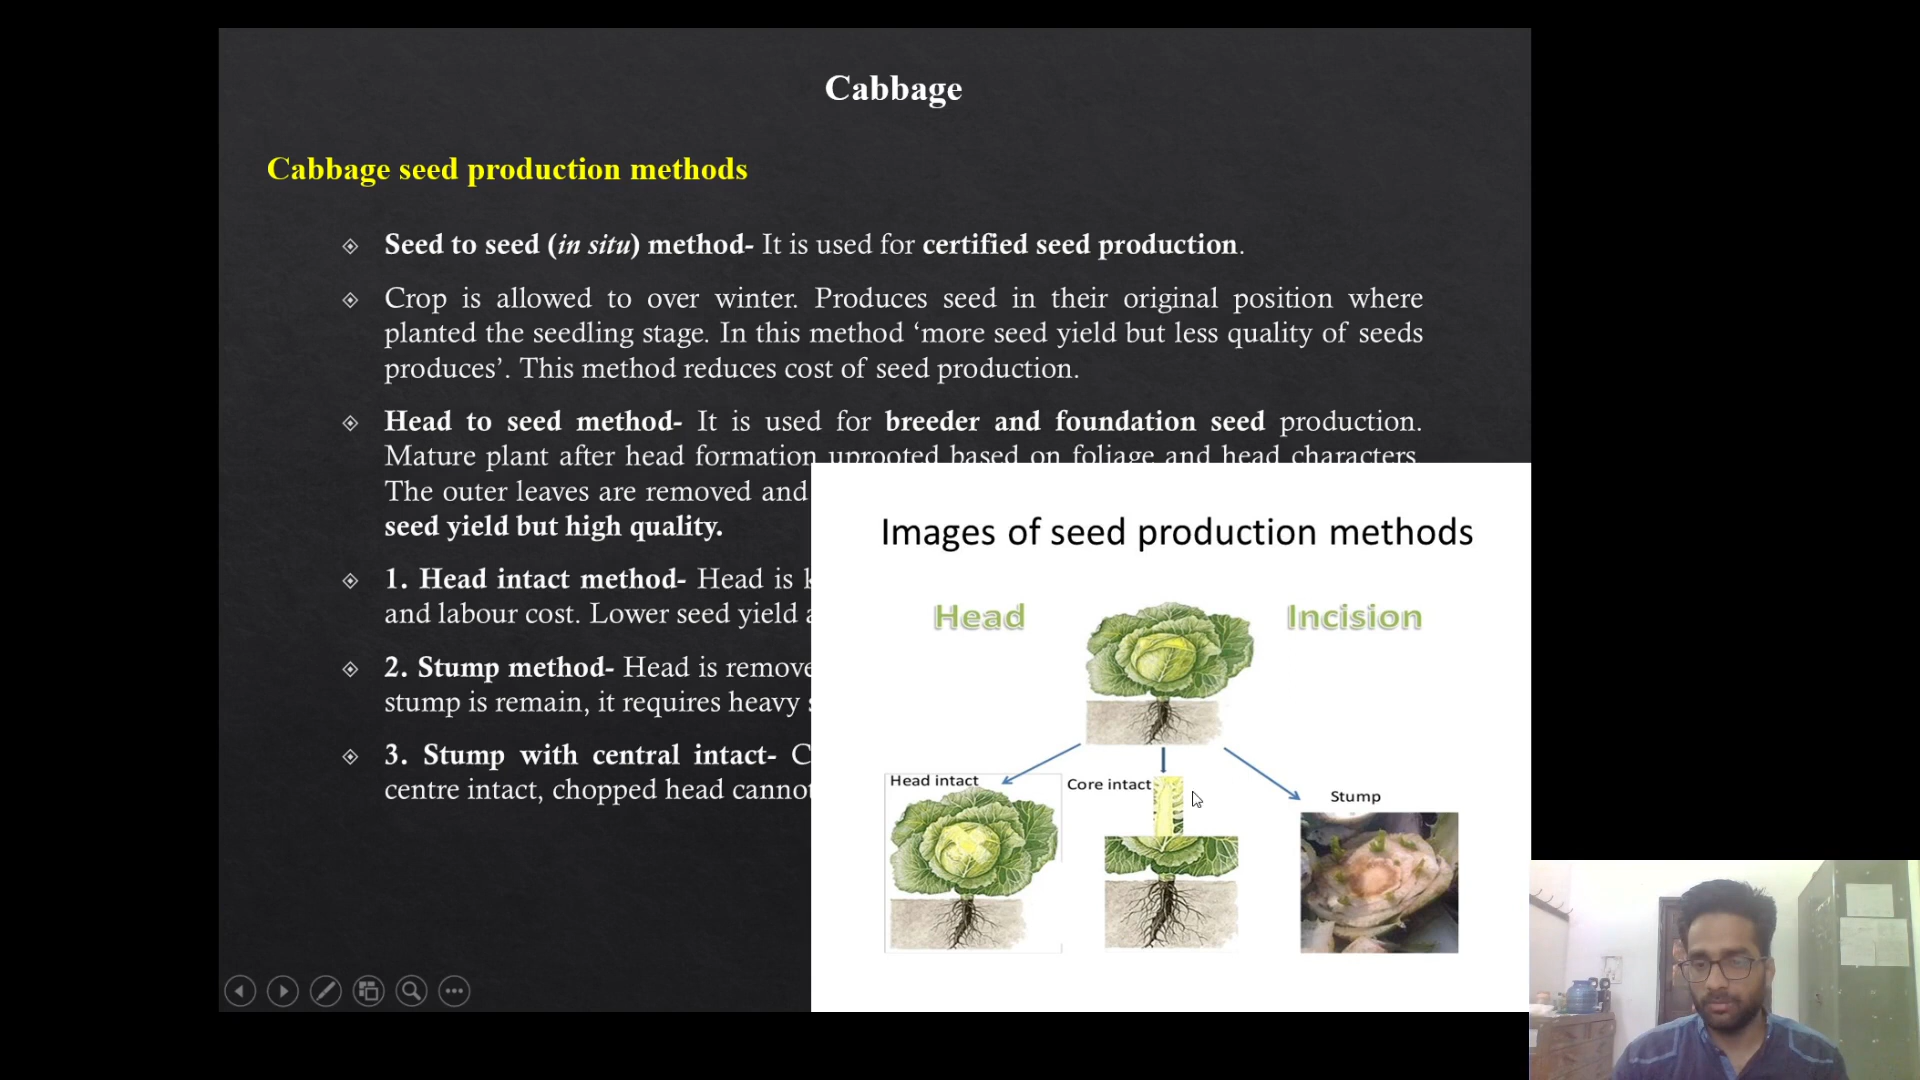 Cabbage
Cabbage seed production methods
Seed to seed (in situ) method- It is used for certified seed production.
Crop is allowed to over winter. Produces seed in their original position where
planted the seedling stage. In this method ‘more seed yield but less quality of seeds
produces’. This method reduces cost of seed production.
Head to seed method- It is used for breeder and foundation seed production.
Mature plant after head formation uprooted based on foliage and head characters.
The outer leaves are removed and
seed yield but high quality.
1. Head intact method- Head is
and labour cost. Lower seed yield
2. Stump method- Head is
stump is remain, it requires heavy
3. Stump with central intact-
centre intact, chopped head
Images of seed production methods
Head
Incision
Head intact
Core intact
Stump